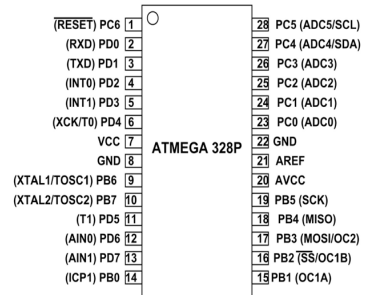 (RESET) PC6 1 28 PC5 (ADC5/SCL)
(RXD) PD0 2 27 PC4 (ADC4/SDA)
(TXD) PD1 3 26 PC3 (ADC3)
(INT0) PD2 4 25 PC2 (ADC2)
(INT1) PD3 5 24 PC1 (ADC1)
(XCK/T0) PD4 6 23 PC0 (ADC0)
VCC 7 22 GND
ATMEGA 328P
GND 8 21 AREF
(XTAL1/TOSC1) PB6 9 20 AVCC
(XTAL2/TOSC2) PB7 10 19 PB5 (SCK)
(T1) PD5 11 18 PB4 (MISO)
(AIN0) PD6 12 17 PB3 (MOSI/OC2)
(AIN1) PD7 13 16 PB2 (SS/OC1B)
(ICP1) PB0 14 15 PB1 (OC1A)